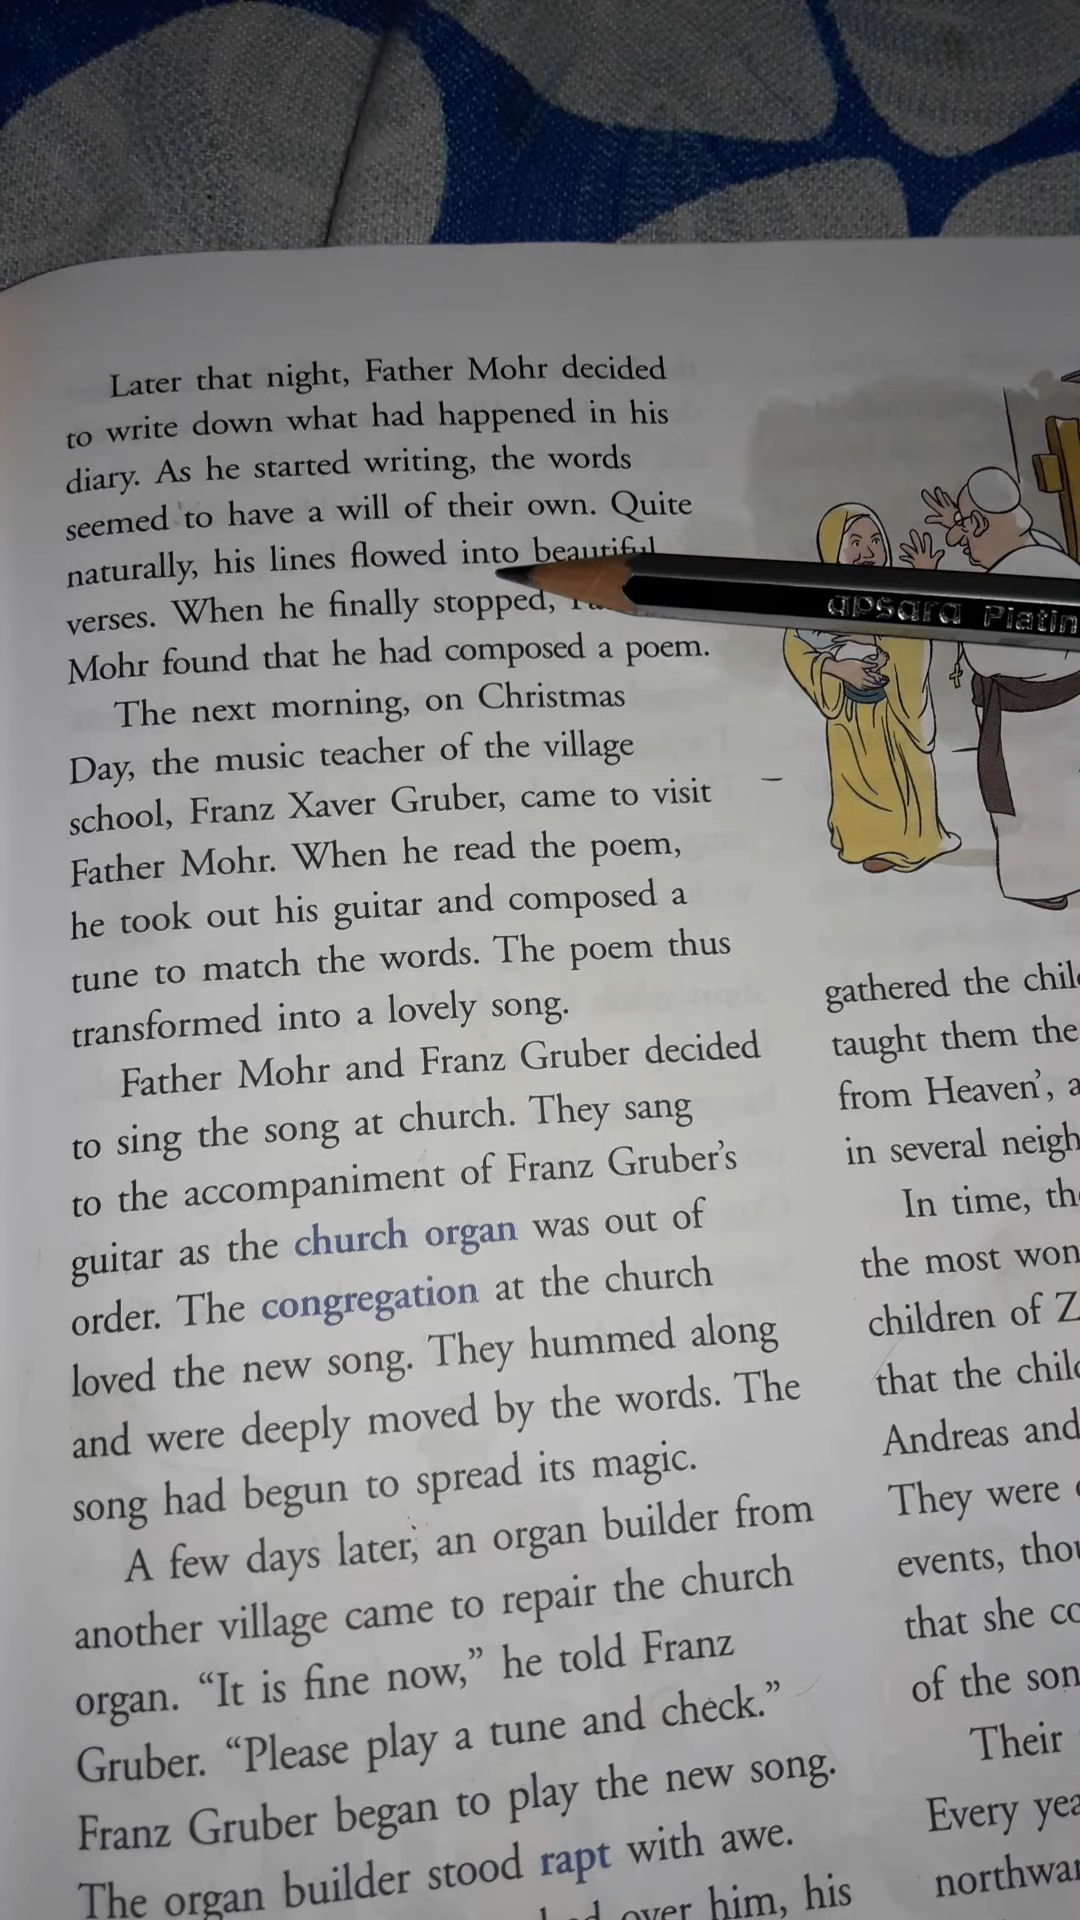 Later that night, Father Mohr decided
to write down what had happened in his
diary. As he started writing, the words
seemed to have a will of their own. Quite
naturally, his lines flowed into beautiful
verses. When he finally stopped,
Mohr found that he had composed a poem.
The next morning, on Christmas
Day, the music teacher of the village
school, Franz Xaver Gruber, came to visit
Father Mohr. When he read the poem,
he took out his guitar and composed a
tune to match the words. The poem thus
transformed into a lovely song.
Father Mohr and Franz Gruber decided
to sing the song at church. They sang
to the accompaniment of Franz Gruber's
guitar as the church organ was out of
order. The congregation at the church
loved the new song. They hummed along
and were deeply moved by the words. The
song had begun to spread its magic.
A few days later, an organ builder from
another village came to repair the church
organ. “It is fine now,” he told Franz
Gruber. “Please play a tune and check.”
Franz Gruber began to play the new song.
The organ builder stood rapt with awe.
over him, his
apsara Platin
gathered the
taught them the
from Heaven’,
in several
In time,
the most
children of
that the
Andreas and
They were
events,
that she
of the
Their
Every